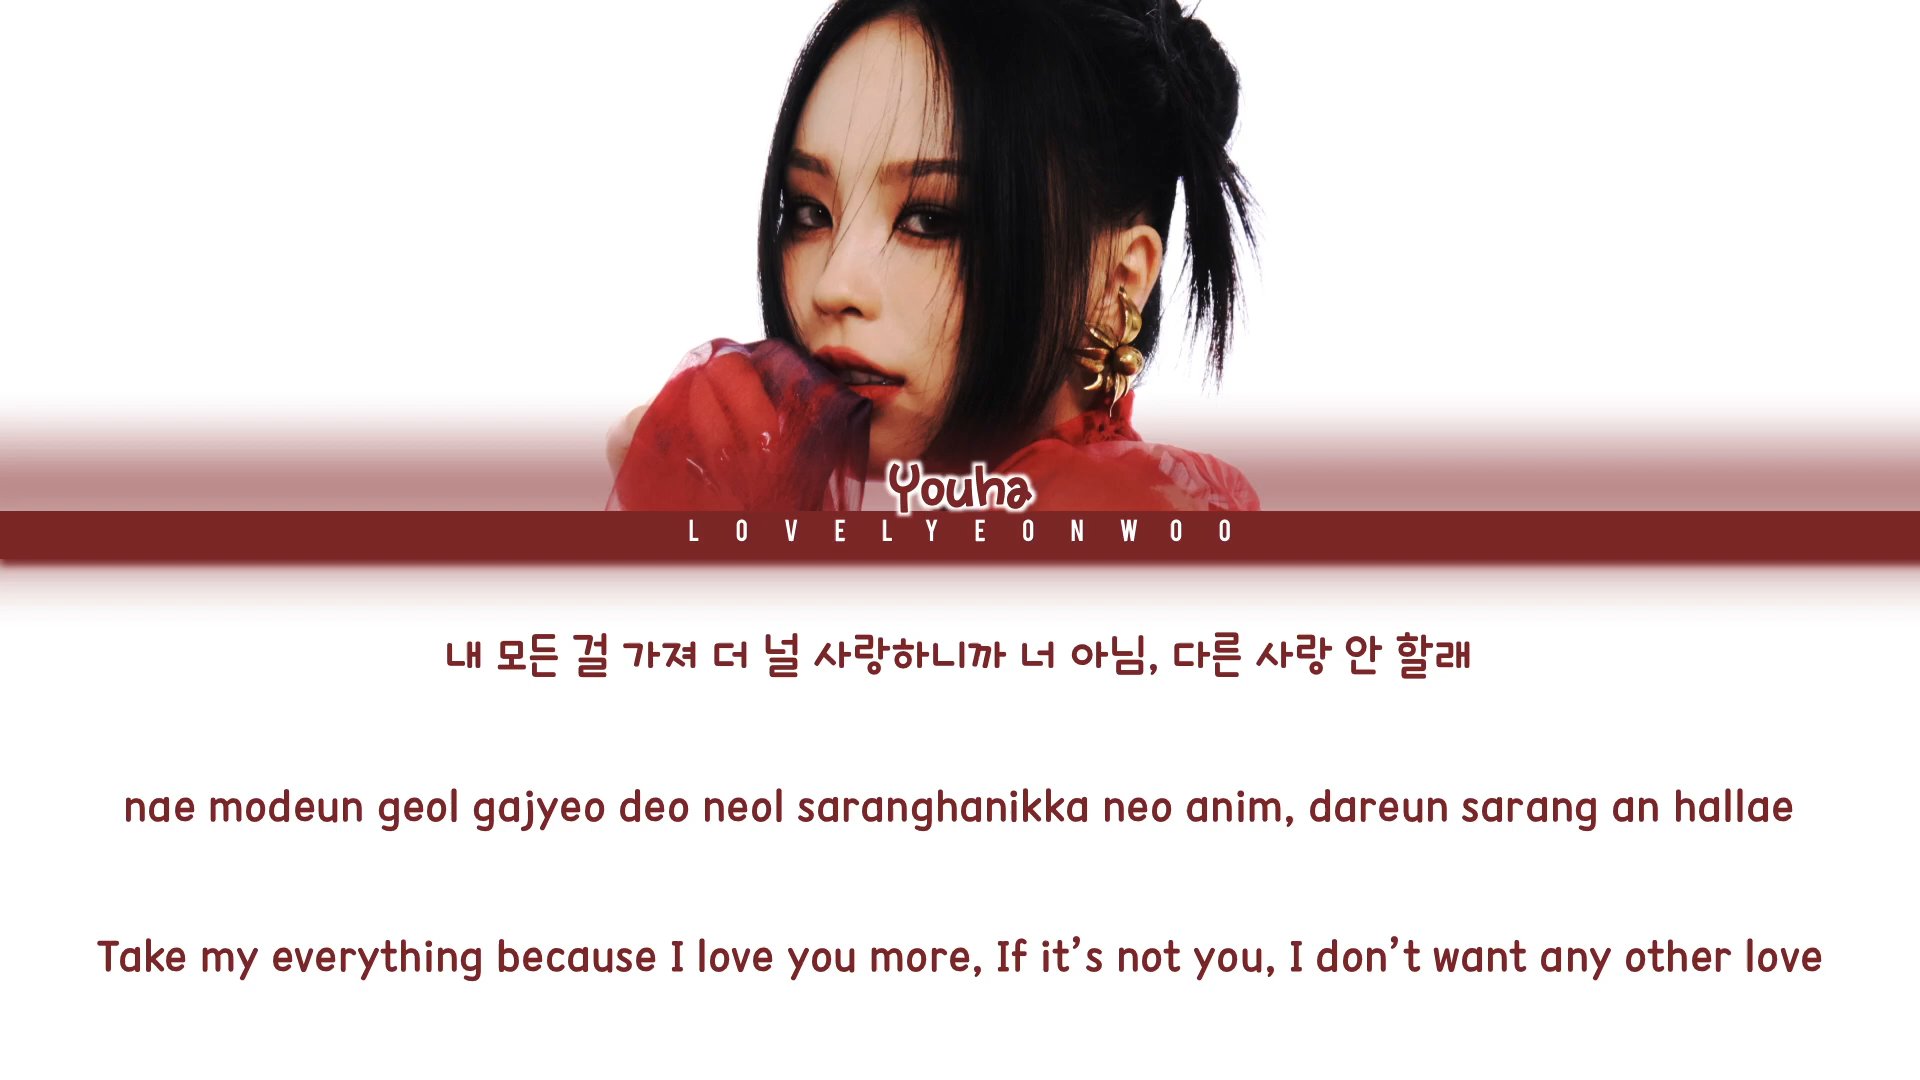 Youha
LOVELYEONWOO
내 모든 걸 가져 더 널 사랑하니까 너 아님, 다른 사랑 안 할래
nae modeun geol gajyeo deo neol saranghanikka neo anim, dareun sarang an hallae
Take my everything because I love you more, If it’s not you, I don’t want any other love